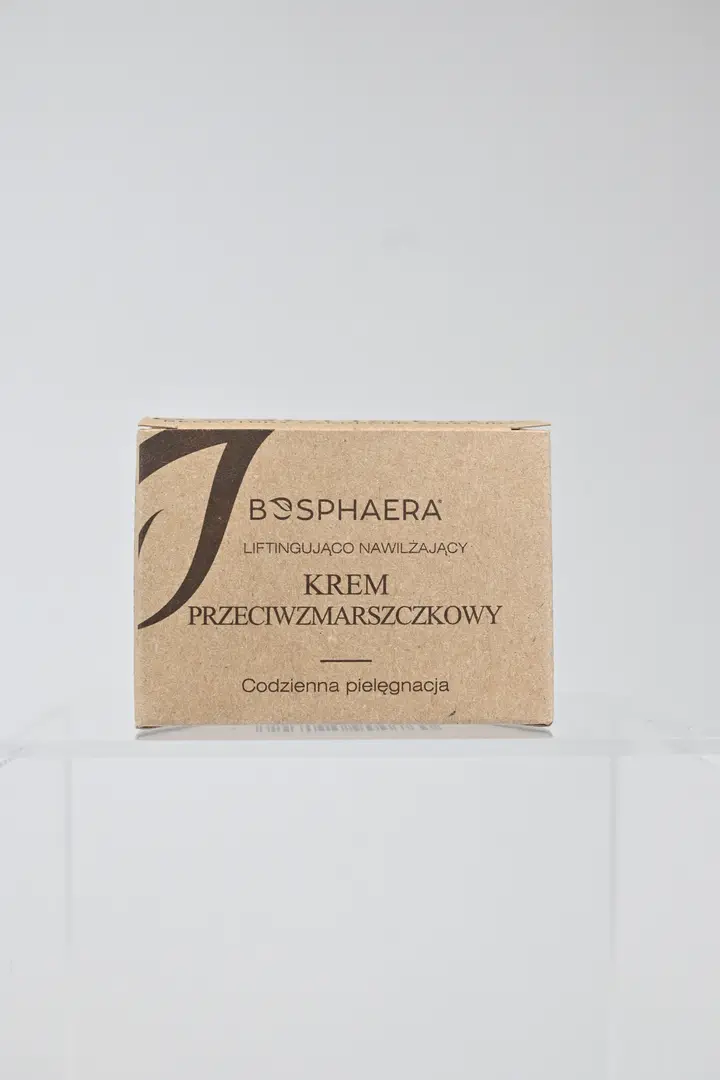 BOSPHAERA®
LIFTINGUJĄCO NAWILŻAJĄCY
KREM
PRZECIWZMARSZCZKOWY
Codzienna pielęgnacja